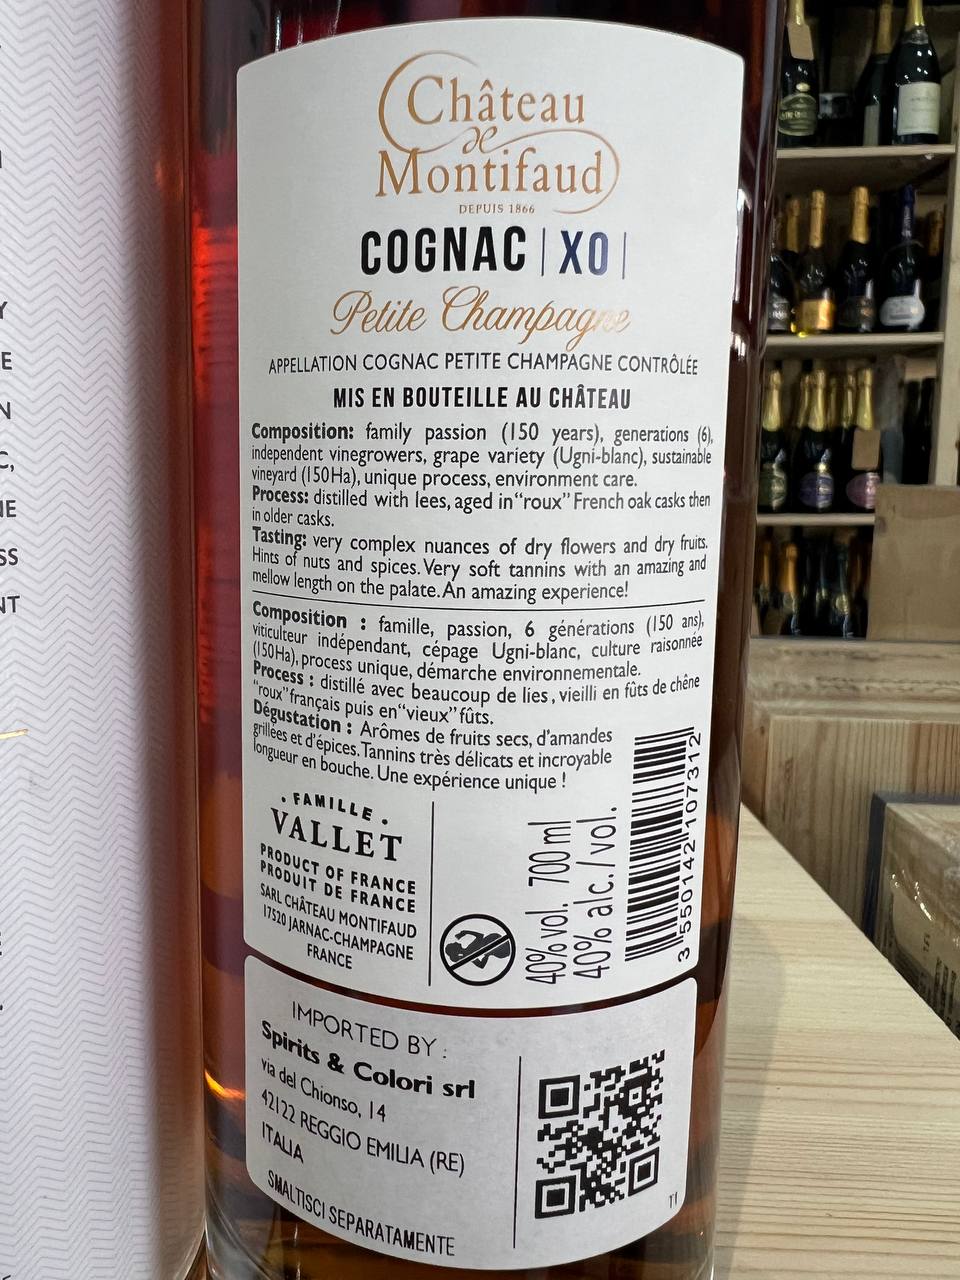 Château
de
Montifaud
DEPUIS 1866
COGNAC | XO |
Petite Champagne
APPELLATION COGNAC PETITE CHAMPAGNE CONTRÔLÉE
MIS EN BOUTEILLE AU CHÂTEAU
Composition: family passion (150 years), generations (6),
independent vinegrowers, grape variety (Ugni-blanc), sustainable
vineyard (150Ha), unique process, environment care.
Process: distilled with lees, aged in "roux" French oak casks then
in older casks.
Tasting: very complex nuances of dry flowers and dry fruits.
Hints of nuts and spices. Very soft tannins with an amazing and
mellow length on the palate. An amazing experience!
Composition : famille, passion, 6 générations (150 ans),
viticulteur indépendant, cépage Ugni-blanc, culture raisonnée
(150Ha), process unique, démarche environnementale.
Process : distillé avec beaucoup de lies, vieilli en fûts de chêne
"roux" français puis en "vieux" fûts.
Dégustation : Arômes de fruits secs, d'amandes
grillées et d'épices. Tannins très délicats et incroyable
longueur en bouche. Une expérience unique !
• FAMILLE •
VALLET
PRODUCT OF FRANCE
PRODUIT DE FRANCE
SARL CHÂTEAU MONTIFAUD
17520 JARNAC-CHAMPAGNE
FRANCE
40% vol. 700 ml
40% alc./vol.
3 550142 107312
IMPORTED BY :
Spirits & Colori srl
via del Chionso, 14
42122 REGGIO EMILIA (RE)
ITALIA
SMALTISCI SEPARATAMENTE
Y
E
N
C,
NE
SS
NT